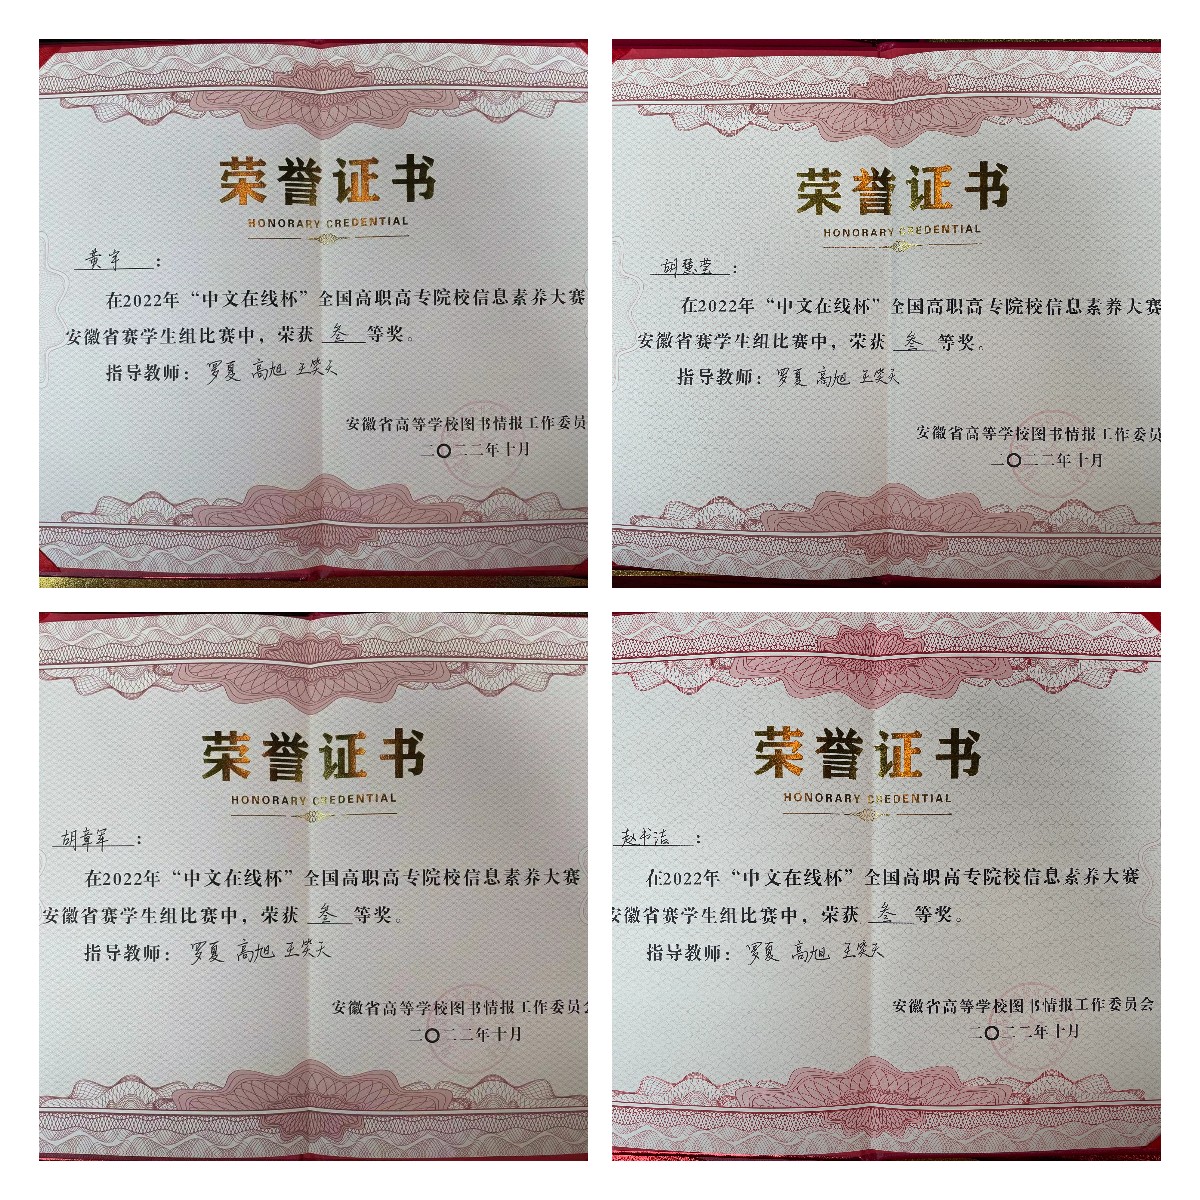 荣誉证书
HONORARY CREDENTIAL
黄宇：
在2022年“中文在线杯”全国高职高专院校信息素养大赛
安徽省赛学生组比赛中，荣获 叁 等奖。
指导教师：罗夏 高旭 王笑天
安徽省高等学校图书情报工作委员
二〇二二年十月
荣誉证书
HONORARY CREDENTIAL
胡慧莹：
在2022年“中文在线杯”全国高职高专院校信息素养大赛
安徽省赛学生组比赛中，荣获 叁 等奖。
指导教师：罗夏 高旭 王笑天
安徽省高等学校图书情报工作委员
二〇二二年十月
荣誉证书
HONORARY CREDENTIAL
胡章军：
在2022年“中文在线杯”全国高职高专院校信息素养大赛
安徽省赛学生组比赛中，荣获 叁 等奖。
指导教师：罗夏 高旭 王笑天
安徽省高等学校图书情报工作委员会
二〇二二年十月
荣誉证书
HONORARY CREDENTIAL
赵书洁：
在2022年“中文在线杯”全国高职高专院校信息素养大赛
安徽省赛学生组比赛中，荣获 叁 等奖。
指导教师：罗夏 高旭 王笑天
安徽省高等学校图书情报工作委员会
二〇二二年十月